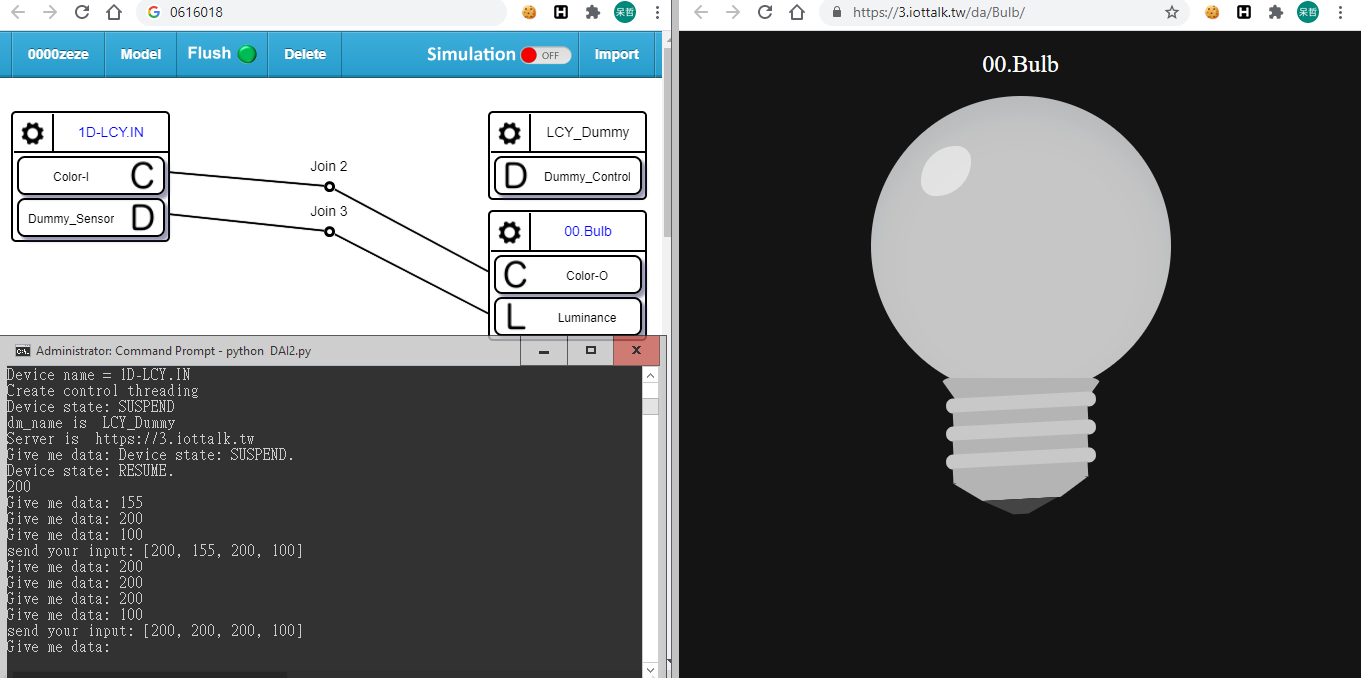 0616018
0000zeze Model Flush Delete Simulation OFF Import
1D-LCY.IN
Color-I C
Dummy_Sensor D
Join 2
Join 3
LCY_Dummy
D Dummy_Control
00.Bulb
C Color-O
L Luminance
Administrator: Command Prompt - python  DAI2.py
Device name = 1D-LCY.IN
Create control threading
Device state: SUSPEND
dm_name is  LCY_Dummy
Server is  https://3.iottalk.tw
Give me data: Device state: SUSPEND.
Device state: RESUME.
200
Give me data: 155
Give me data: 200
Give me data: 100
send your input: [200, 155, 200, 100]
Give me data: 200
Give me data: 200
Give me data: 200
Give me data: 100
send your input: [200, 200, 200, 100]
Give me data:
https://3.iottalk.tw/da/Bulb/
00.Bulb